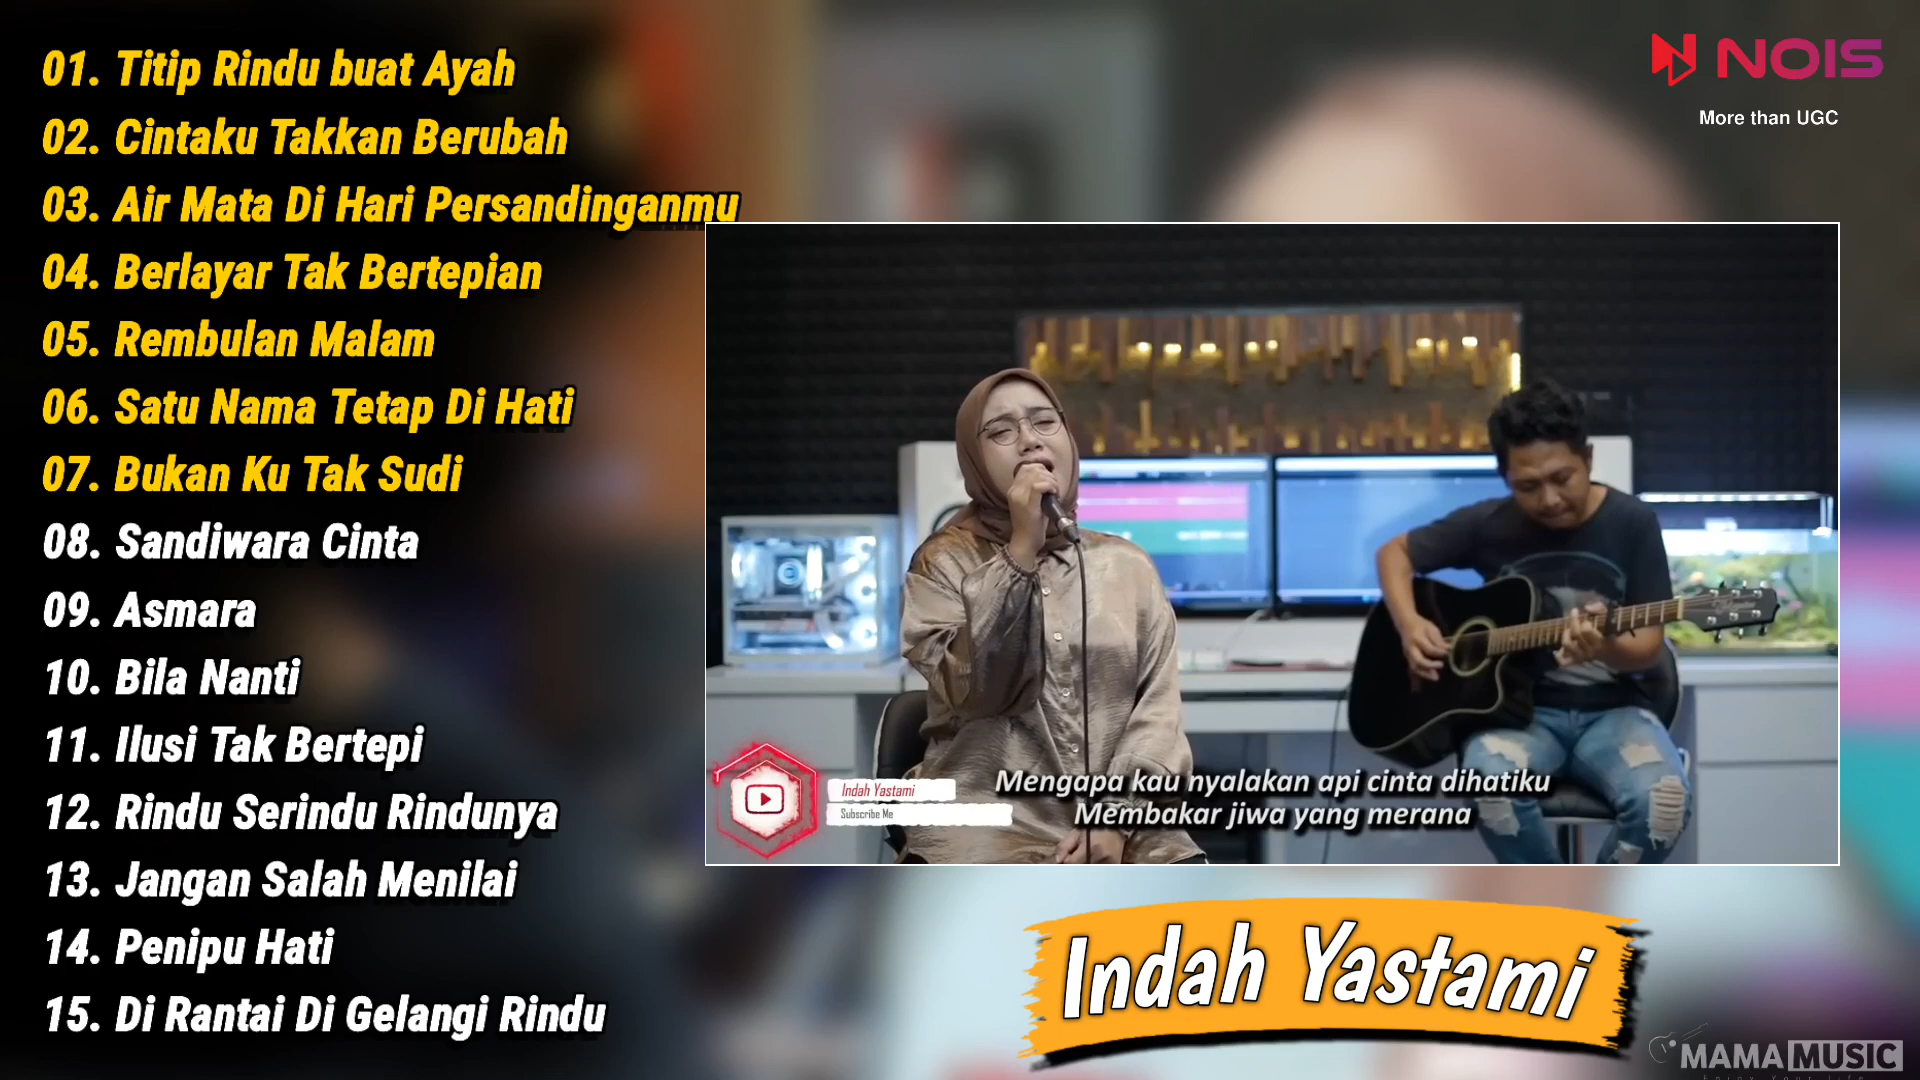 01. Titip Rindu buat Ayah
02. Cintaku Takkan Berubah
03. Air Mata Di Hari Persandinganmu
04. Berlayar Tak Bertepian
05. Rembulan Malam
06. Satu Nama Tetap Di Hati
07. Bukan Ku Tak Sudi
08. Sandiwara Cinta
09. Asmara
10. Bila Nanti
11. Ilusi Tak Bertepi
12. Rindu Serindu Rindunya
13. Jangan Salah Menilai
14. Penipu Hati
15. Di Rantai Di Gelangi Rindu
NOIS
More than UGC
Indah Yastami
Subscribe Me
Mengapa kau nyalakan api cinta dihatiku
Membakar jiwa yang merana
Indah Yastami
MAMA MUSIC